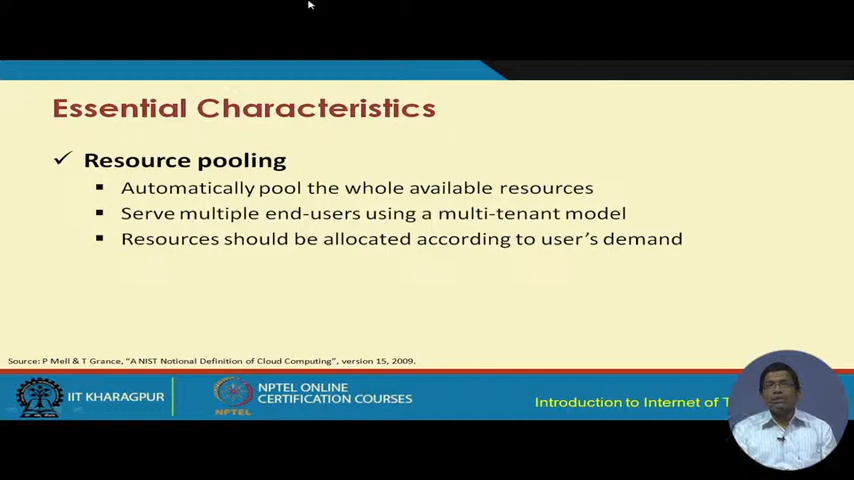 Essential Characteristics
✓ Resource pooling
▪ Automatically pool the whole available resources
▪ Serve multiple end-users using a multi-tenant model
▪ Resources should be allocated according to user's demand
Source: P Mell & T Grance, "A NIST Notional Definition of Cloud Computing", version 15, 2009.
IIT KHARAGPUR
NPTEL
NPTEL ONLINE
CERTIFICATION COURSES
Introduction to Internet of